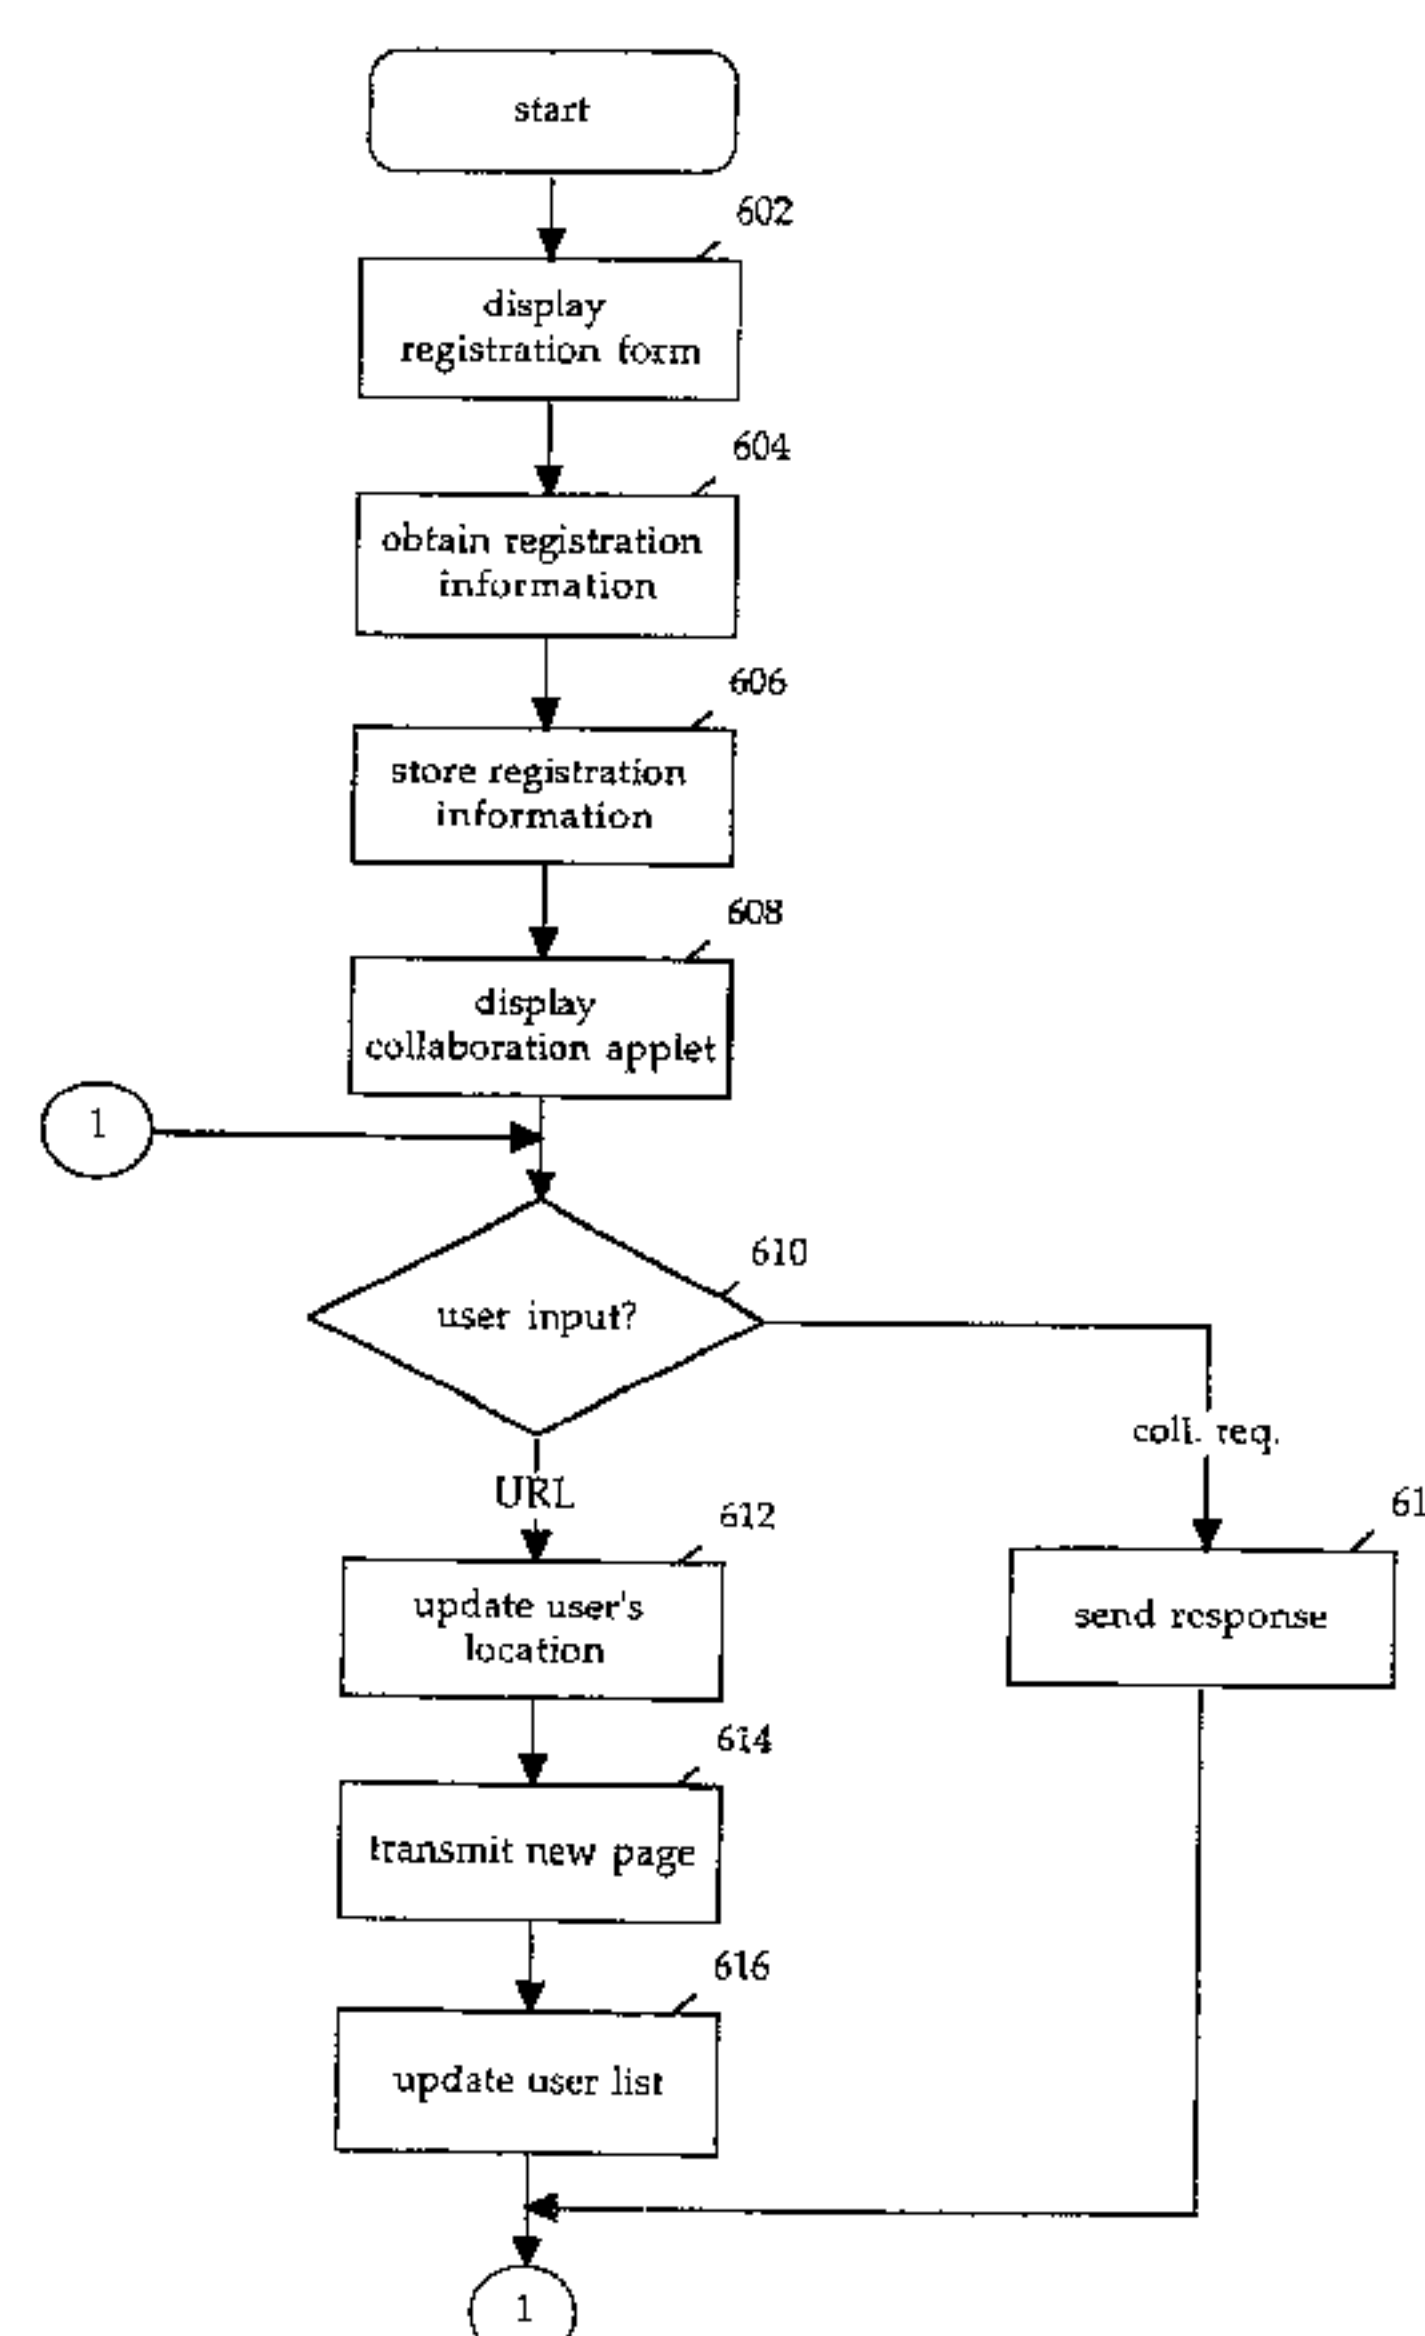 start
602
display
registration form
604
obtain registration
information
606
store registration
information
608
display
collaboration applet
1
610
user input?
coll. req.
URL
612
61
update user's
location
send response
614
transmit new page
616
update user list
1